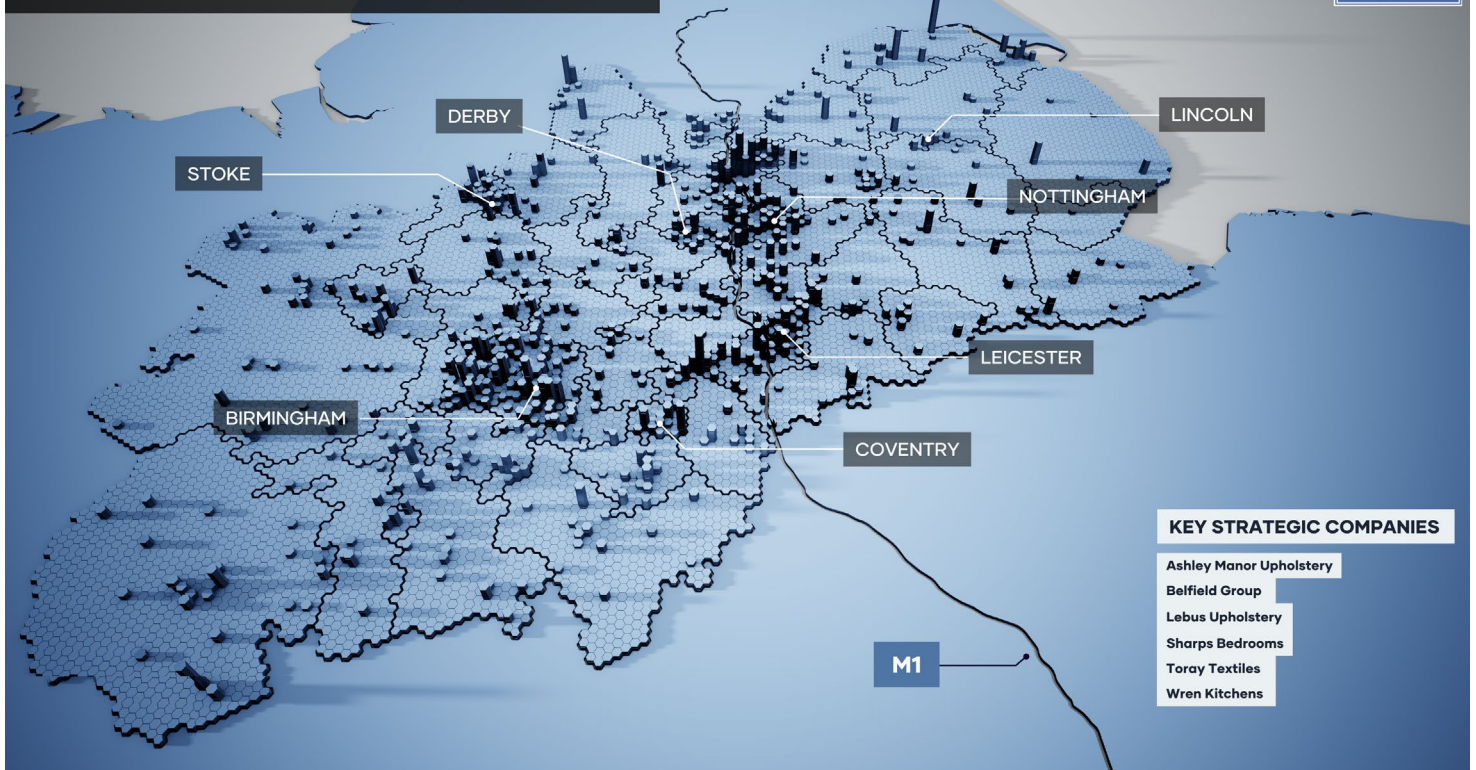 DERBY
LINCOLN
STOKE
NOTTINGHAM
LEICESTER
BIRMINGHAM
COVENTRY
KEY STRATEGIC COMPANIES
Ashley Manor Upholstery
Belfield Group
Lebus Upholstery
Sharps Bedrooms
Toray Textiles
Wren Kitchens
M1